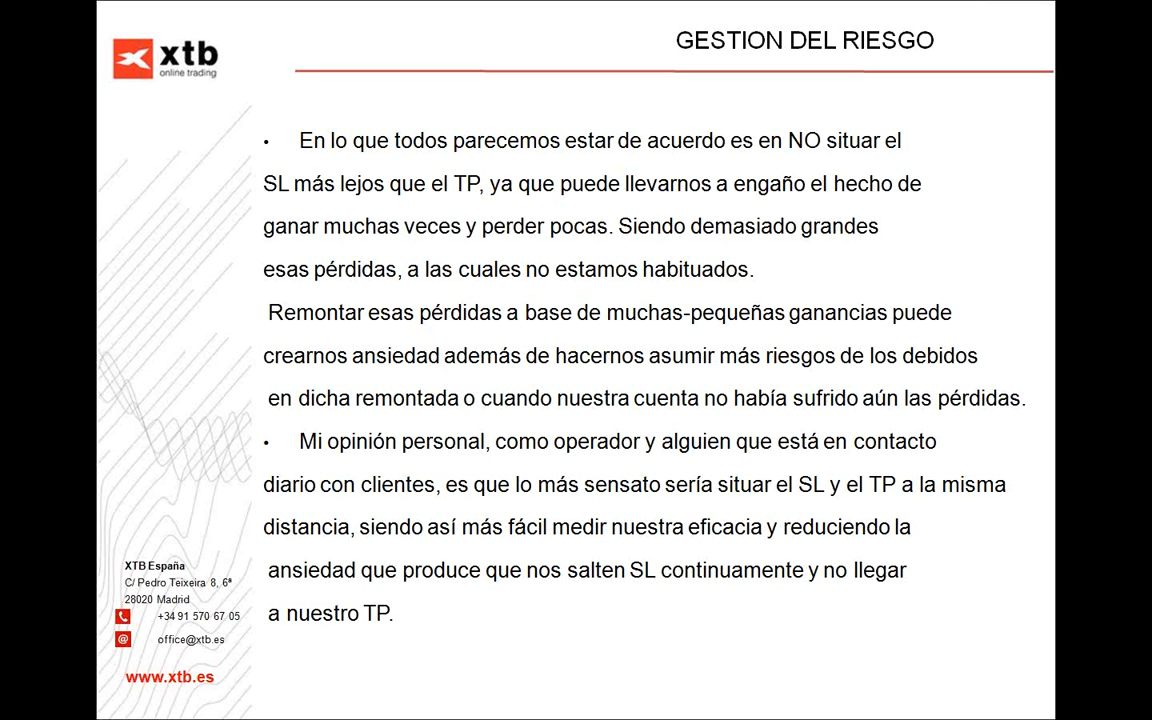 xtb
online trading
GESTION DEL RIESGO
• En lo que todos parecemos estar de acuerdo es en NO situar el
SL más lejos que el TP, ya que puede llevarnos a engaño el hecho de
ganar muchas veces y perder pocas. Siendo demasiado grandes
esas pérdidas, a las cuales no estamos habituados.
Remontar esas pérdidas a base de muchas-pequeñas ganancias puede
crearnos ansiedad además de hacernos asumir más riesgos de los debidos
en dicha remontada o cuando nuestra cuenta no había sufrido aún las pérdidas.
• Mi opinión personal, como operador y alguien que está en contacto
diario con clientes, es que lo más sensato sería situar el SL y el TP a la misma
distancia, siendo así más fácil medir nuestra eficacia y reduciendo la
ansiedad que produce que nos salten SL continuamente y no llegar
a nuestro TP.
XTB España
C/ Pedro Teixeira 8, 6ª
28020 Madrid
+34 91 570 67 05
@ office@xtb.es
www.xtb.es